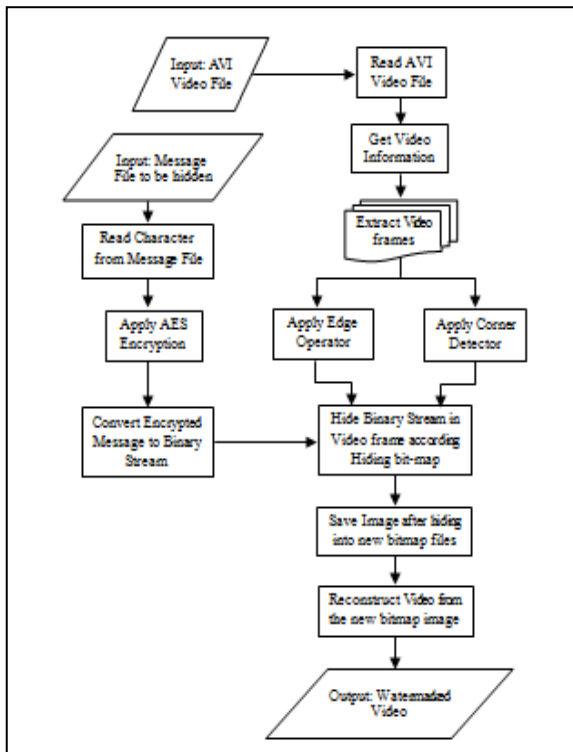 Input: AVI
Video File
Read AVI
Video File
Get Video
Information
Input: Message
File to be hidden
Extract Video
frames
Read Character
from Message File
Apply AES
Encryption
Apply Edge
Operator
Apply Corner
Detector
Convert Encrypted
Message to Binary
Stream
Hide Binary Stream in
Video frame according
Hiding bit-map
Save Image after hiding
into new bitmap files
Reconstruct Video from
the new bitmap image
Output: Watermarked
Video